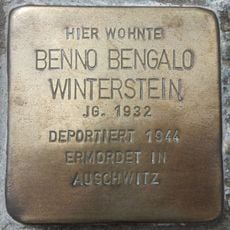 HIER WOHNTE
BENNO BENGALO
WINTERSTEIN
JG. 1932
DEPORTIERT 1944
ERMORDET IN
AUSCHWITZ